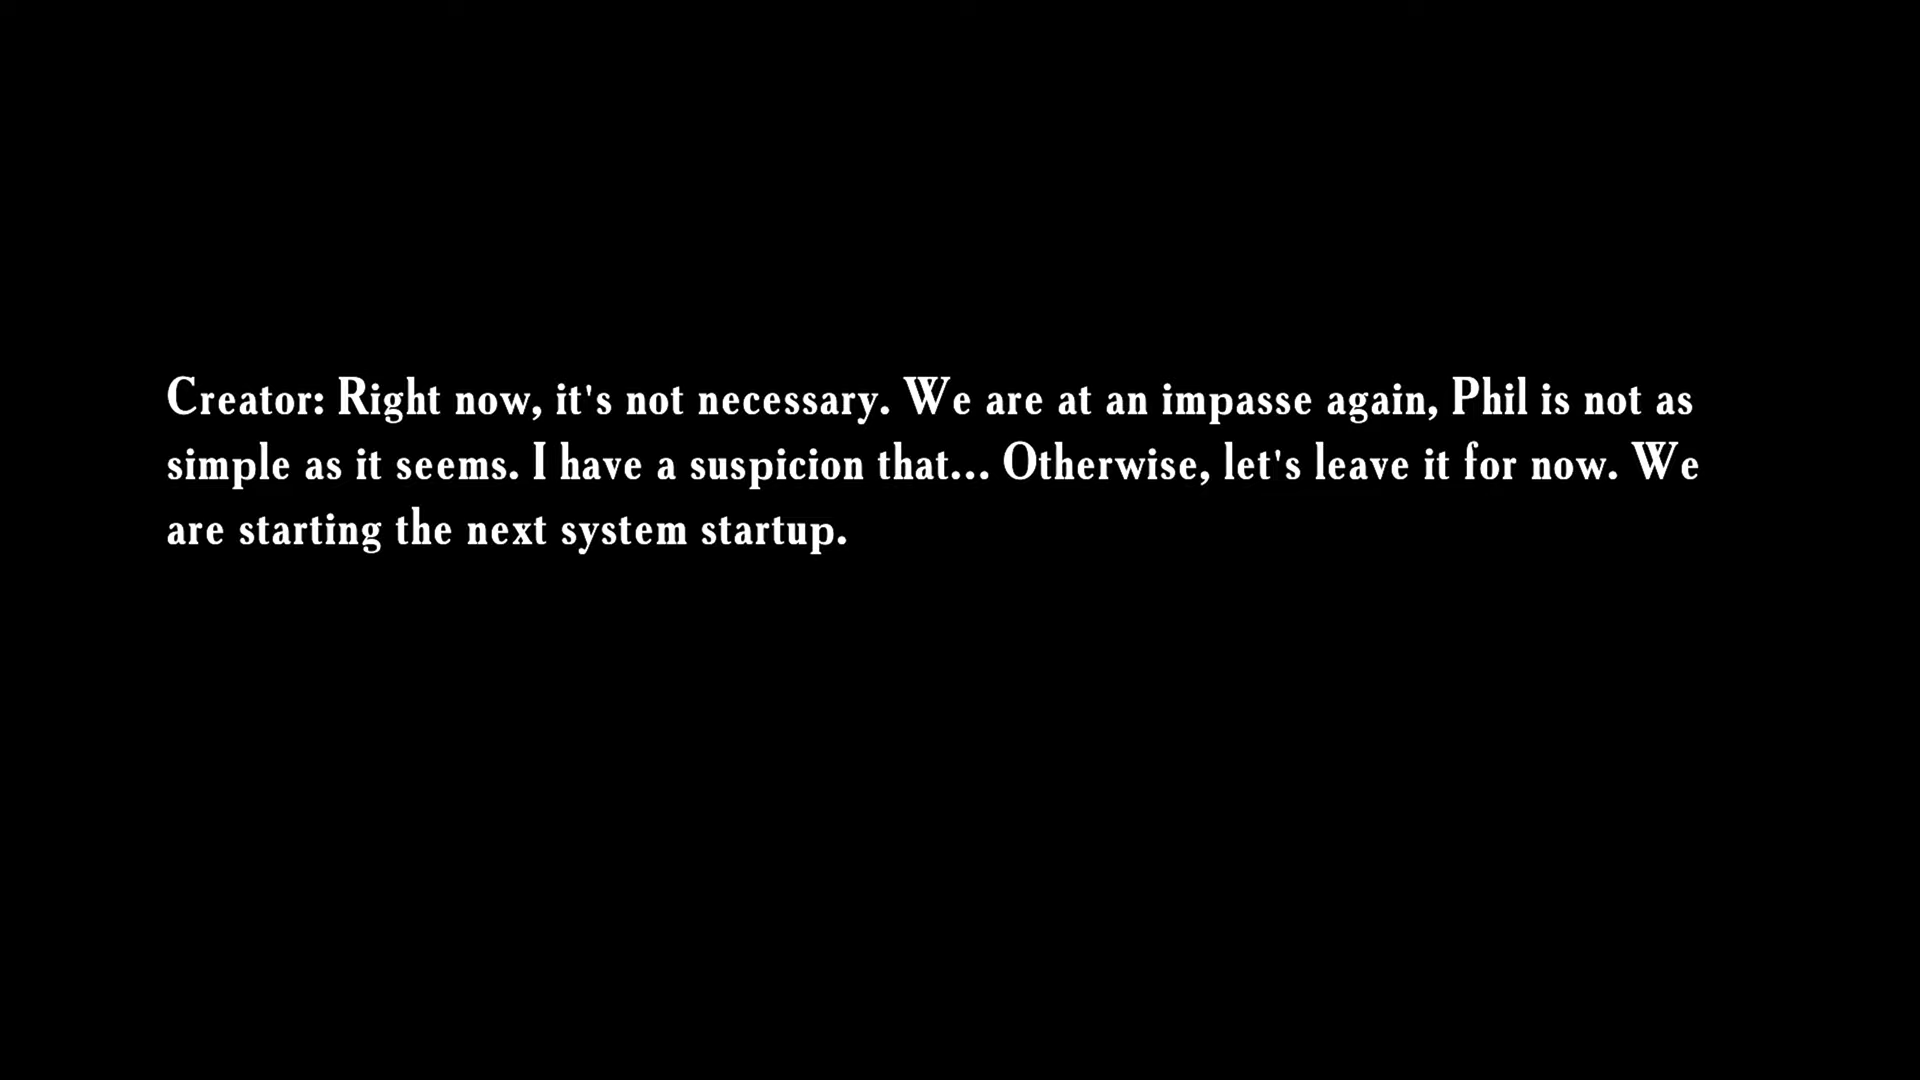 Creator: Right now, it's not necessary. We are at an impasse again, Phil is not as
simple as it seems. I have a suspicion that... Otherwise, let's leave it for now. We
are starting the next system startup.